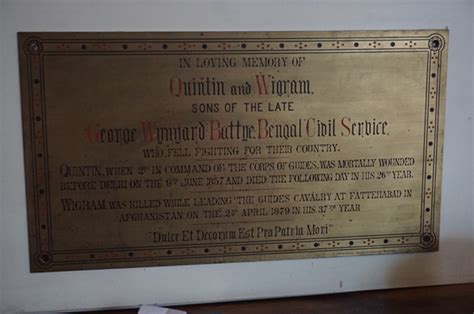 IN LOVING MEMORY OF
Quintin and Wigram,
SONS OF THE LATE
George Wynyard Battye, Bengal Civil Service,
WHO FELL FIGHTING FOR THEIR COUNTRY.
QUINTIN, WHEN 2ND IN COMMAND OF THE CORPS OF GUIDES, WAS MORTALLY WOUNDED
BEFORE DELHI ON THE 9TH JUNE 1857 AND DIED THE FOLLOWING DAY IN HIS 26TH YEAR.
WIGRAM WAS KILLED WHILE LEADING THE GUIDES CAVALRY AT FATTEHABAD IN
AFGHANISTAN ON THE 2ND APRIL 1879 IN HIS 37TH YEAR
"Dulce Et Decorum Est Pro Patria Mori"